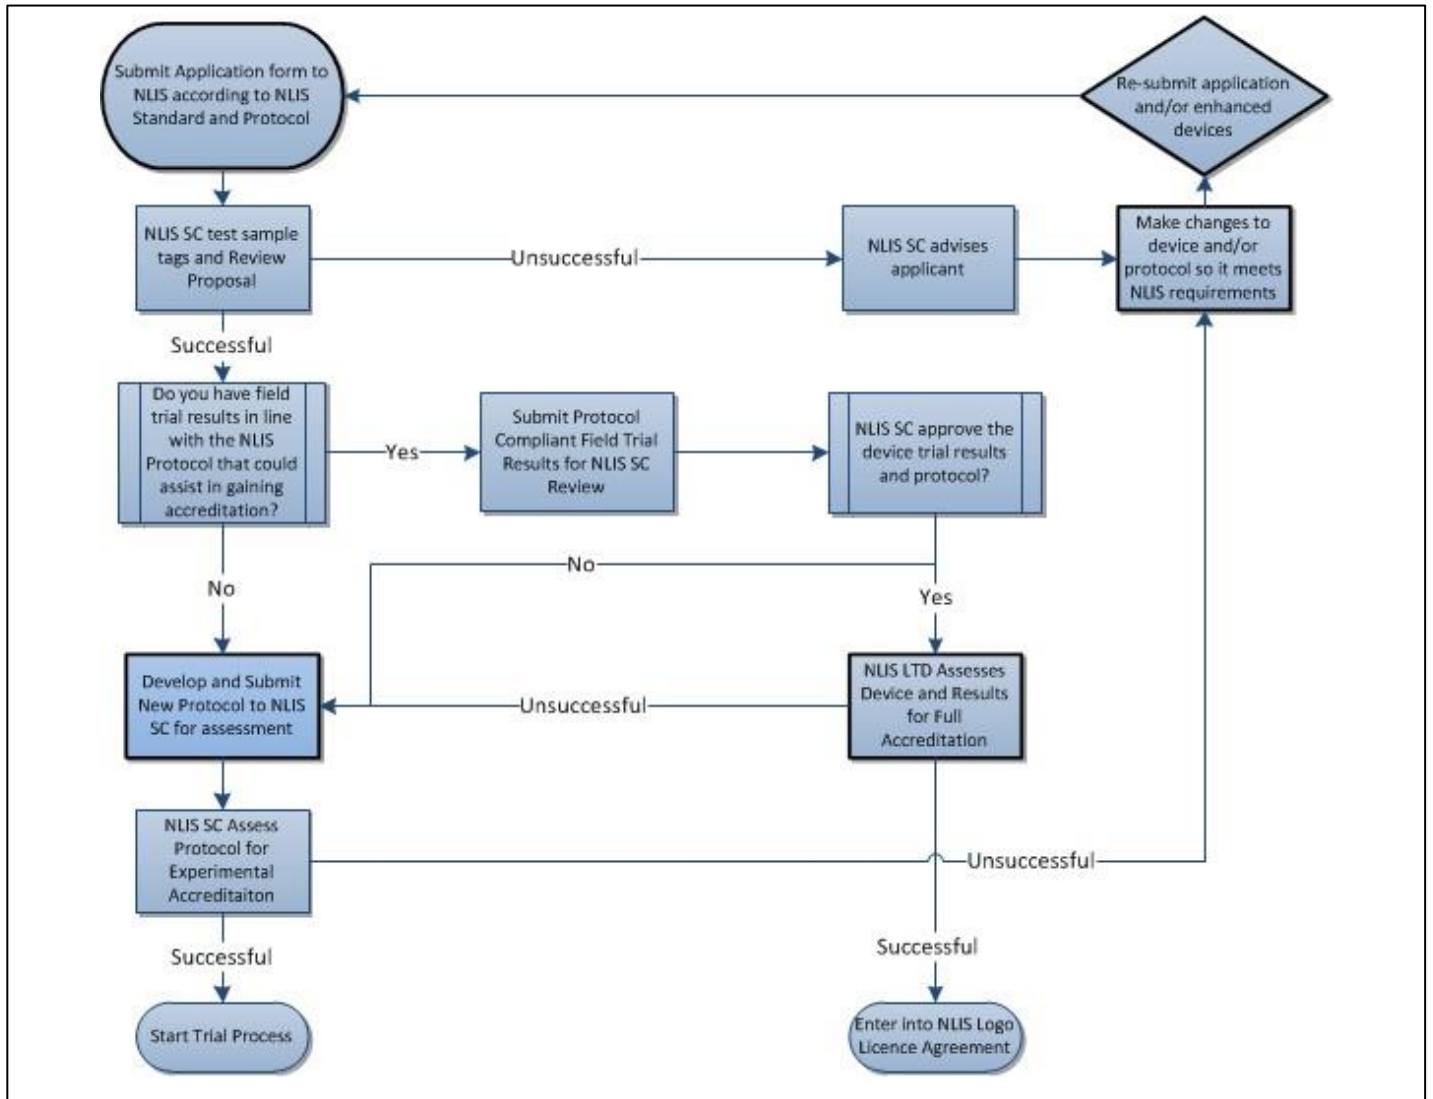 Submit Application form to
NLIS according to NLIS
Standard and Protocol
Re-submit application
and/or enhanced
devices
NLIS SC test sample
tags and Review
Proposal
Unsuccessful
NLIS SC advises
applicant
Make changes to
device and/or
protocol so it meets
NLIS requirements
Successful
Do you have field
trial results in line
with the NLIS
Protocol that could
assist in gaining
accreditation?
Yes
Submit Protocol
Compliant Field Trial
Results for NLIS SC
Review
NLIS SC approve the
device trial results
and protocol?
No
No
Yes
Develop and Submit
New Protocol to NLIS
SC for assessment
Unsuccessful
NLIS LTD Assesses
Device and Results
for Full
Accreditation
NLIS SC Assess
Protocol for
Experimental
Accreditaiton
Unsuccessful
Successful
Successful
Start Trial Process
Enter into NLIS Logo
Licence Agreement